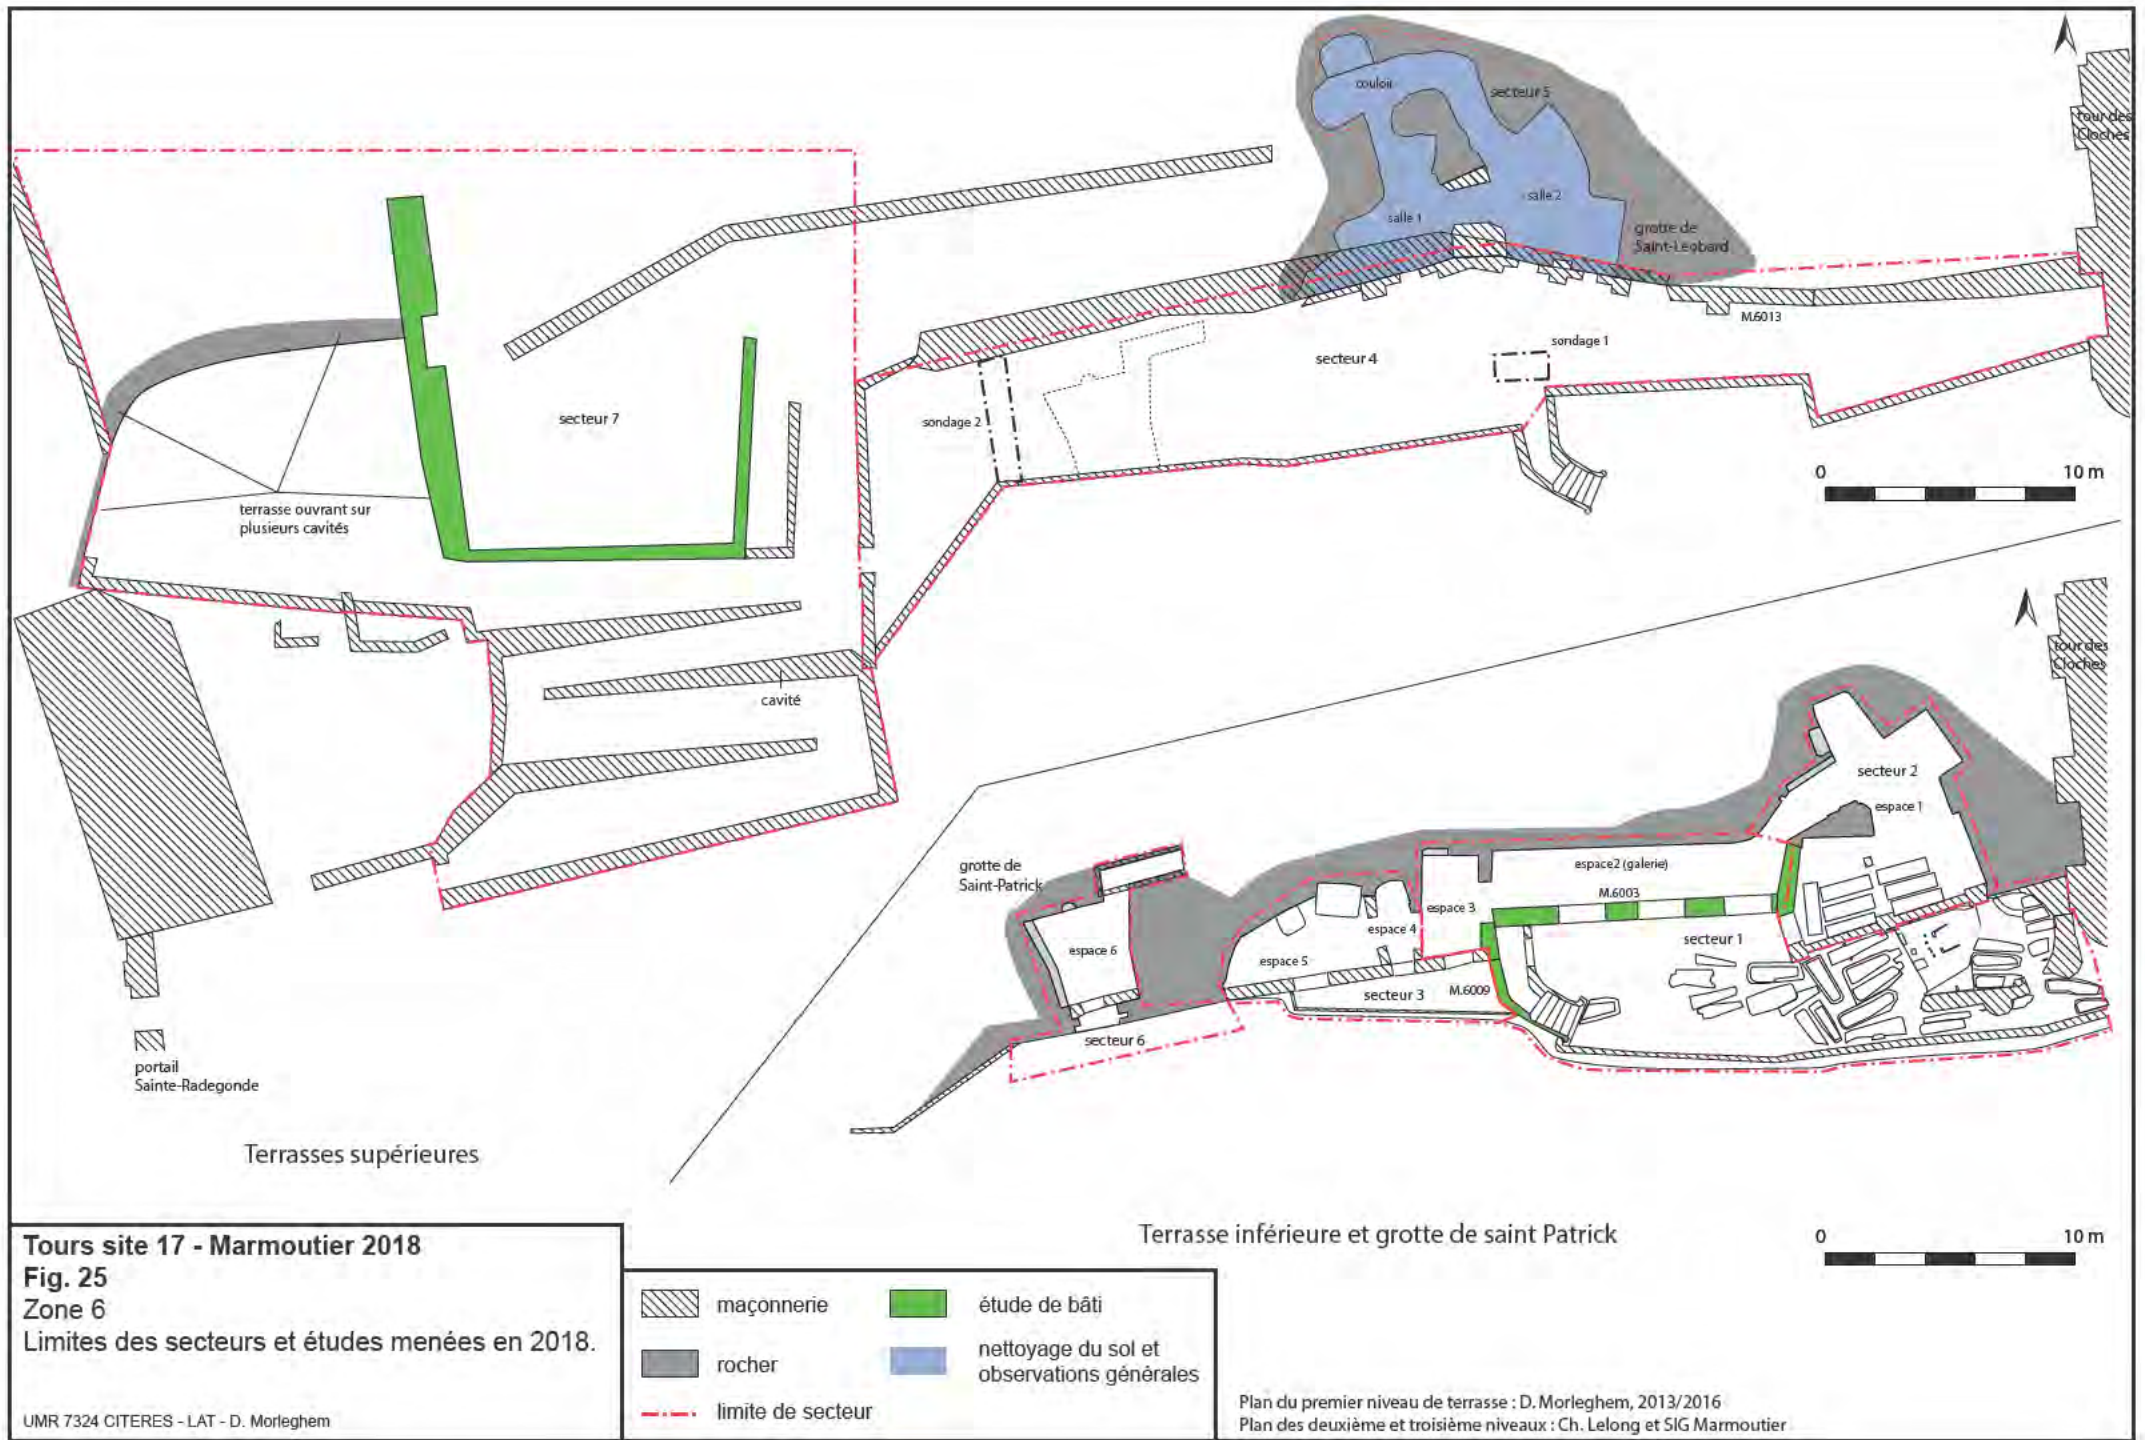 couloir
secteur 5
tour des
Cloches
salle 2
salle 1
grotte de
Saint-Léobard
M.6013
sondage 1
secteur 4
secteur 7
sondage 2
0 10 m
terrasse ouvrant sur
plusieurs cavités
cavité
portail
Sainte-Radegonde
Terrasses supérieures
tour des
Cloches
secteur 2
espace 1
grotte de
Saint-Patrick
espace2 (galerie)
M.6003
espace 3
espace 4
secteur 1
espace 6
espace 5
secteur 3
M.6009
secteur 6
Terrasse inférieure et grotte de saint Patrick
0 10 m
Tours site 17 - Marmoutier 2018
Fig. 25
Zone 6
Limites des secteurs et études menées en 2018.
UMR 7324 CITERES - LAT - D. Morleghem
maçonnerie
rocher
limite de secteur
étude de bâti
nettoyage du sol et
observations générales
Plan du premier niveau de terrasse : D. Morleghem, 2013/2016
Plan des deuxième et troisième niveaux : Ch. Lelong et SIG Marmoutier